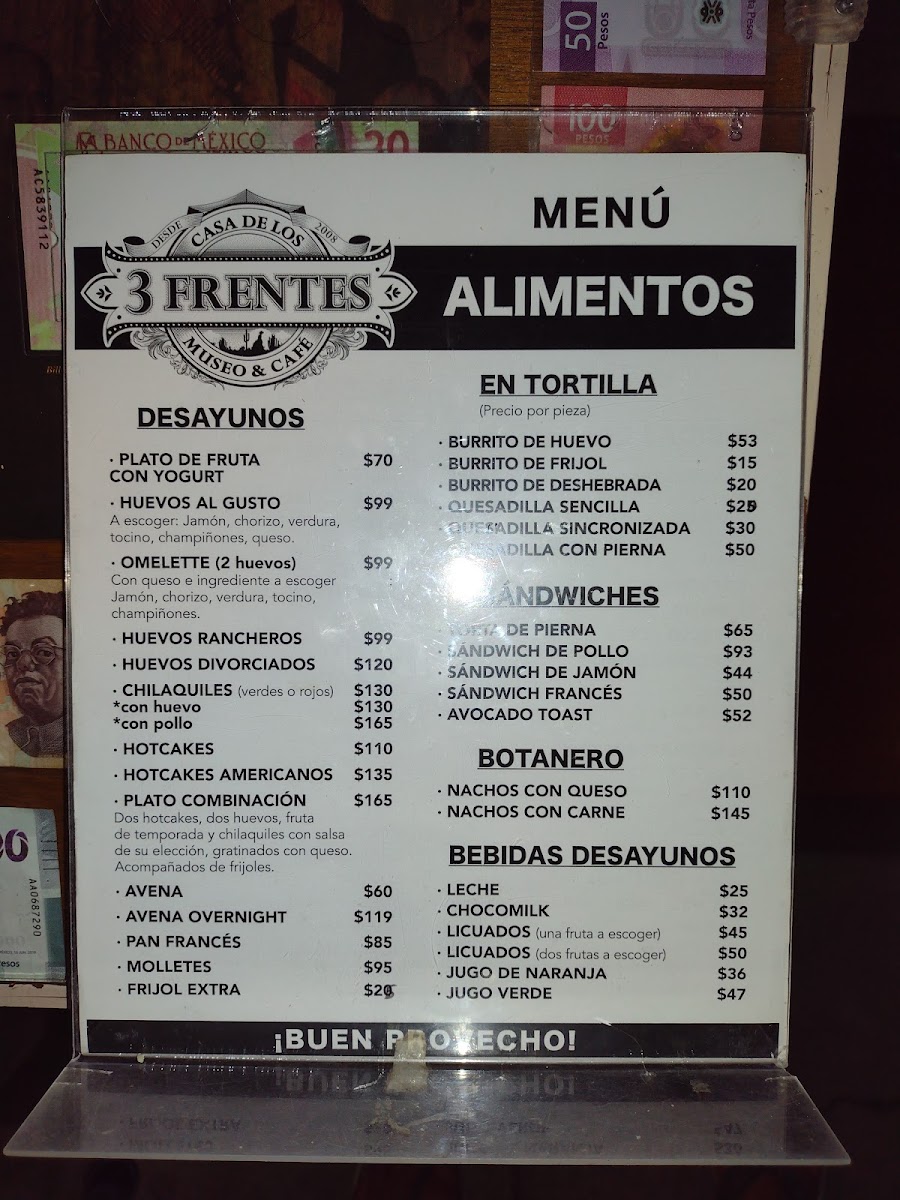 50
Pesos
100
PESOS
BANCO DE MÉXICO
20
AC5839112
DESDE
2008
CASA DE LOS
3 FRENTES
MUSEO & CAFÉ
MENÚ
ALIMENTOS
DESAYUNOS
· PLATO DE FRUTA $70
CON YOGURT
· HUEVOS AL GUSTO $99
A escoger: Jamón, chorizo, verdura,
tocino, champiñones, queso.
· OMELETTE (2 huevos) $99
Con queso e ingrediente a escoger :
Jamón, chorizo, verdura, tocino,
champiñones.
· HUEVOS RANCHEROS $99
· HUEVOS DIVORCIADOS $120
· CHILAQUILES (verdes o rojos) $130
*con huevo $130
*con pollo $165
· HOTCAKES $110
· HOTCAKES AMERICANOS $135
· PLATO COMBINACIÓN $165
Dos hotcakes, dos huevos, fruta
de temporada y chilaquiles con salsa
de su elección, gratinados con queso.
Acompañados de frijoles.
· AVENA $60
· AVENA OVERNIGHT $119
· PAN FRANCÉS $85
· MOLLETES $95
· FRIJOL EXTRA
EN TORTILLA
(Precio por pieza)
· BURRITO DE HUEVO $53
· BURRITO DE FRIJOL $15
· BURRITO DE DESHEBRADA $20
· QUESADILLA SENCILLA
· QUESADILLA SINCRONIZADA $30
CON PIERNA $50
SÁNDWICHES
DE PIERNA $65
· SÁNDWICH DE POLLO $93
· SÁNDWICH DE JAMÓN $44
· SÁNDWICH FRANCÉS $50
· AVOCADO TOAST $52
BOTANERO
· NACHOS CON QUESO $110
· NACHOS CON CARNE $145
BEBIDAS DESAYUNOS
· LECHE $25
· CHOCOMILK $32
· LICUADOS (una fruta a escoger) $45
· LICUADOS (dos frutas a escoger) $50
· JUGO DE NARANJA $36
· JUGO VERDE $47
¡BUEN PROVECHO!
AA0687290